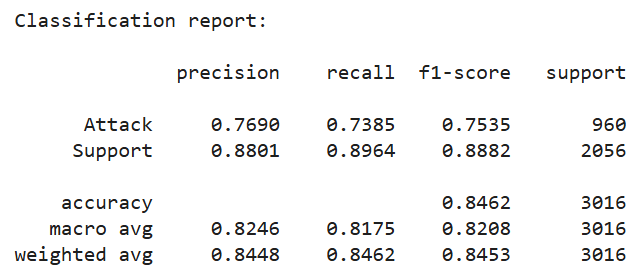 Classification report:
precision recall f1-score support
Attack 0.7690 0.7385 0.7535 960
Support 0.8801 0.8964 0.8882 2056
accuracy 0.8462 3016
macro avg 0.8246 0.8175 0.8208 3016
weighted avg 0.8448 0.8462 0.8453 3016